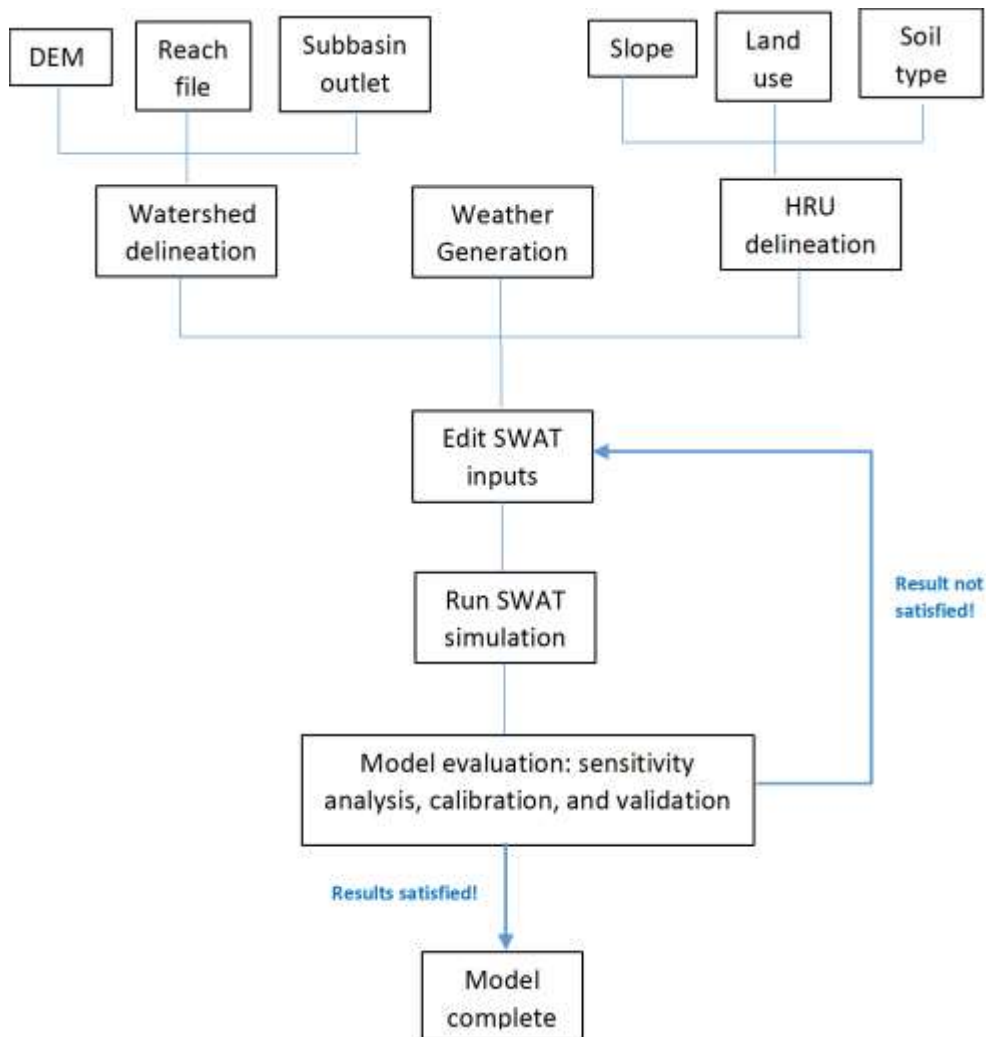 DEM
Reach
file
Subbasin
outlet
Slope
Land
use
Soil
type
Watershed
delineation
Weather
Generation
HRU
delineation
Edit SWAT
inputs
Result not
satisfied!
Run SWAT
simulation
Model evaluation: sensitivity
analysis, calibration, and validation
Results satisfied!
Model
complete